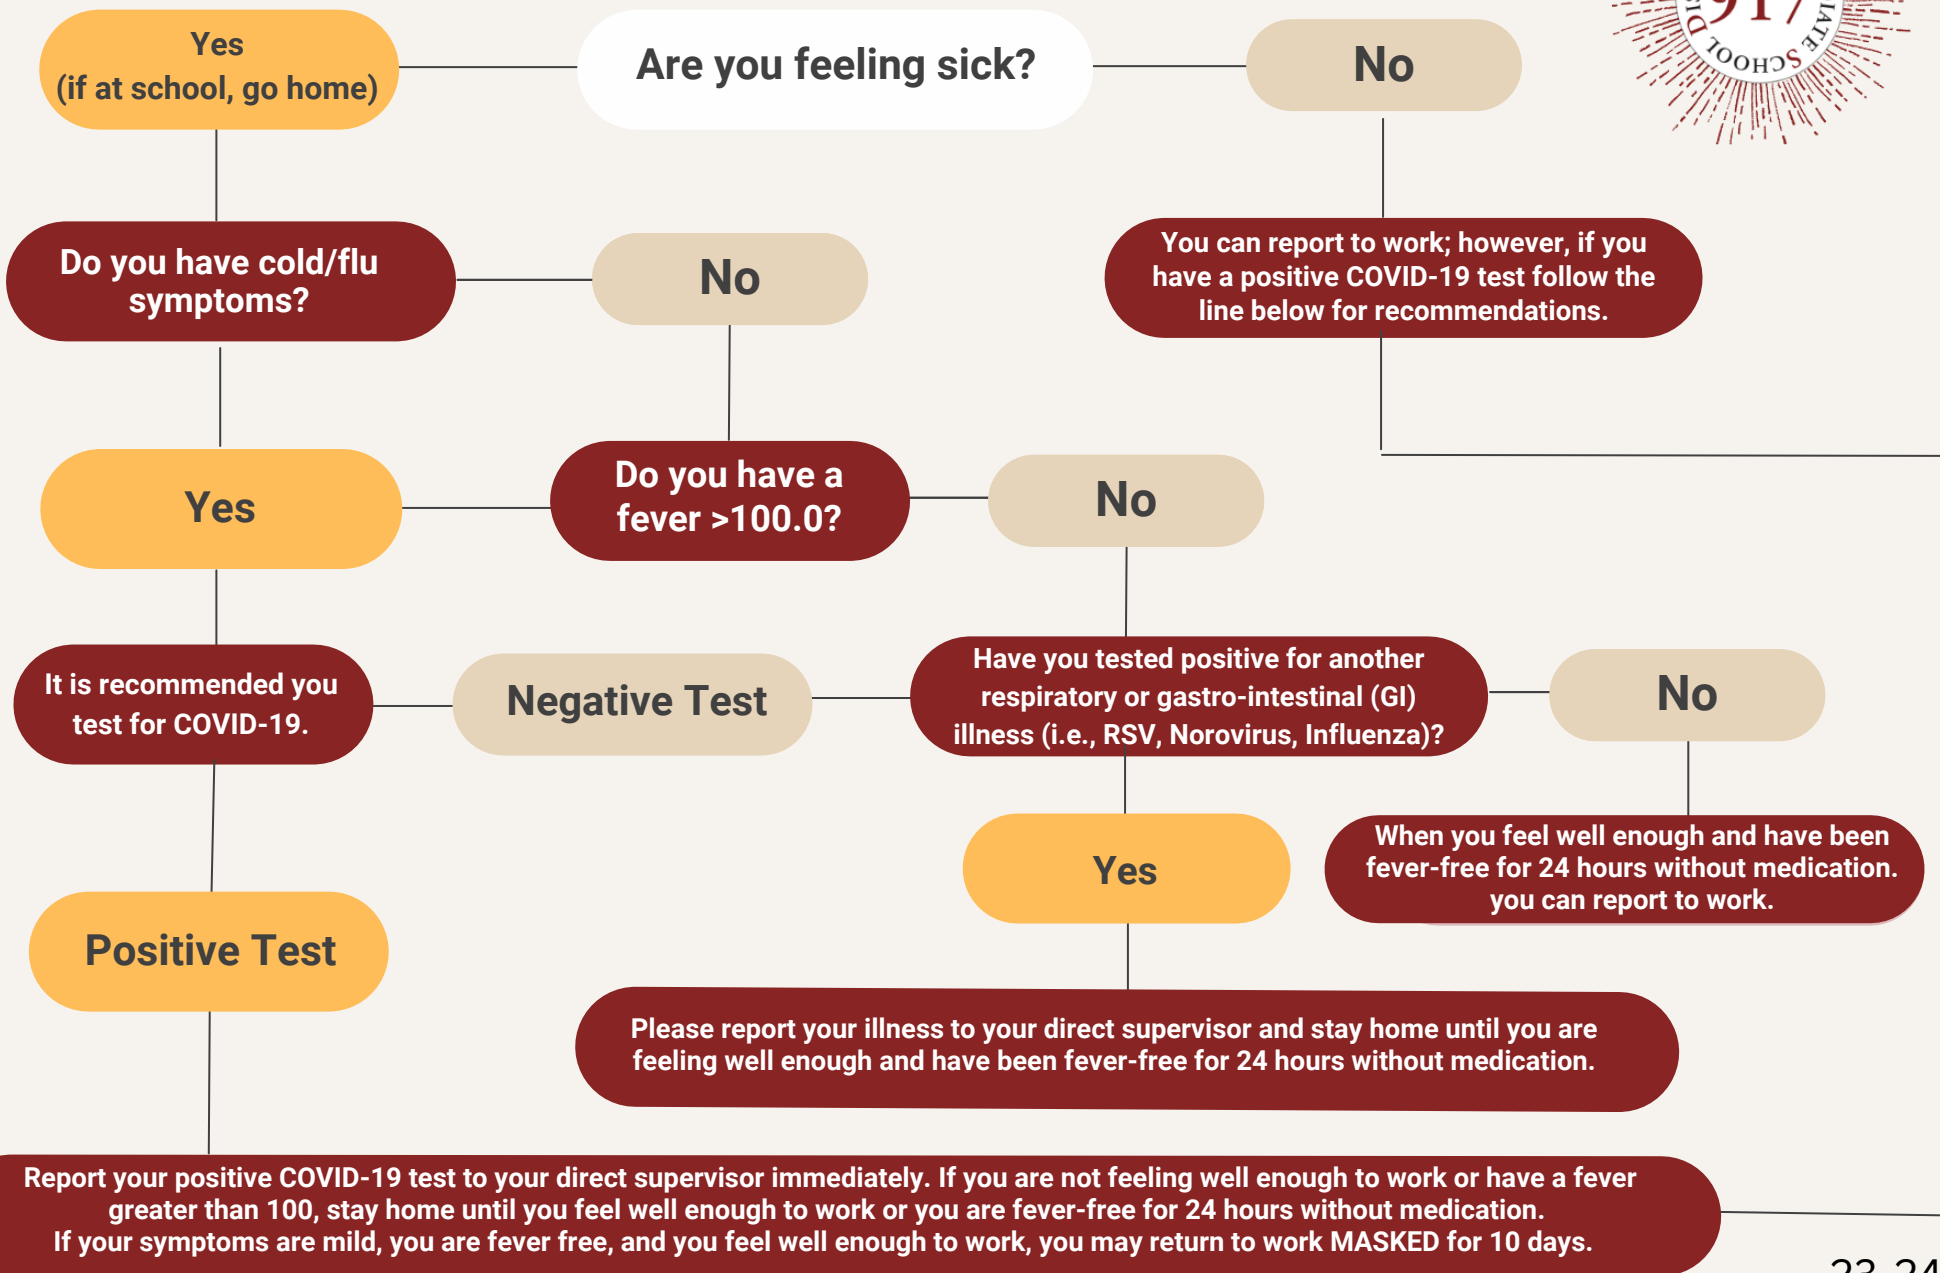 Yes
(if at school, go home)
Are you feeling sick?
No
917
IATE SCHOOL DIS
Do you have cold/flu
symptoms?
No
You can report to work; however, if you
have a positive COVID-19 test follow the
line below for recommendations.
Yes
Do you have a
fever >100.0?
No
It is recommended you
test for COVID-19.
Negative Test
Have you tested positive for another
respiratory or gastro-intestinal (GI)
illness (i.e., RSV, Norovirus, Influenza)?
No
Yes
When you feel well enough and have been
fever-free for 24 hours without medication.
you can report to work.
Positive Test
Please report your illness to your direct supervisor and stay home until you are
feeling well enough and have been fever-free for 24 hours without medication.
Report your positive COVID-19 test to your direct supervisor immediately. If you are not feeling well enough to work or have a fever
greater than 100, stay home until you feel well enough to work or you are fever-free for 24 hours without medication.
If your symptoms are mild, you are fever free, and you feel well enough to work, you may return to work MASKED for 10 days.
23-24